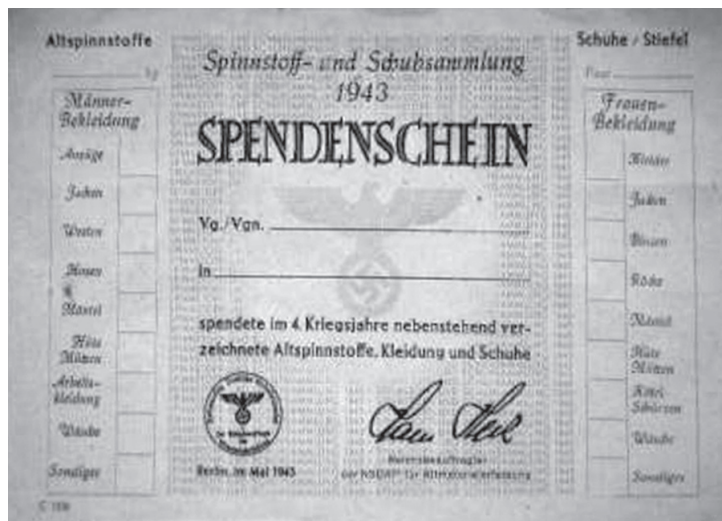 Altspinnstoffe
kg
Männer-
Bekleidung
Anzüge
Jacken
Westen
Hosen
Mäntel
Hüte
Mützen
Arbeits-
kleidung
Wäsche
Sonstiges
Spinnstoff- und Schuhsammlung
1943
SPENDENSCHEIN
Vg./Vgn.
in
spendete im 4. Kriegsjahre nebenstehend ver-
zeichnete Altspinnstoffe, Kleidung und Schuhe
Berlin, im Mai 1943
Reichsbeauftragter
der NSDAP für Altmaterialerfassung
Schuhe / Stiefel
Paar
Frauen-
Bekleidung
Kleider
Jacken
Blusen
Röcke
Mäntel
Hüte
Mützen
Kittel
Schürzen
Wäsche
Sonstiges